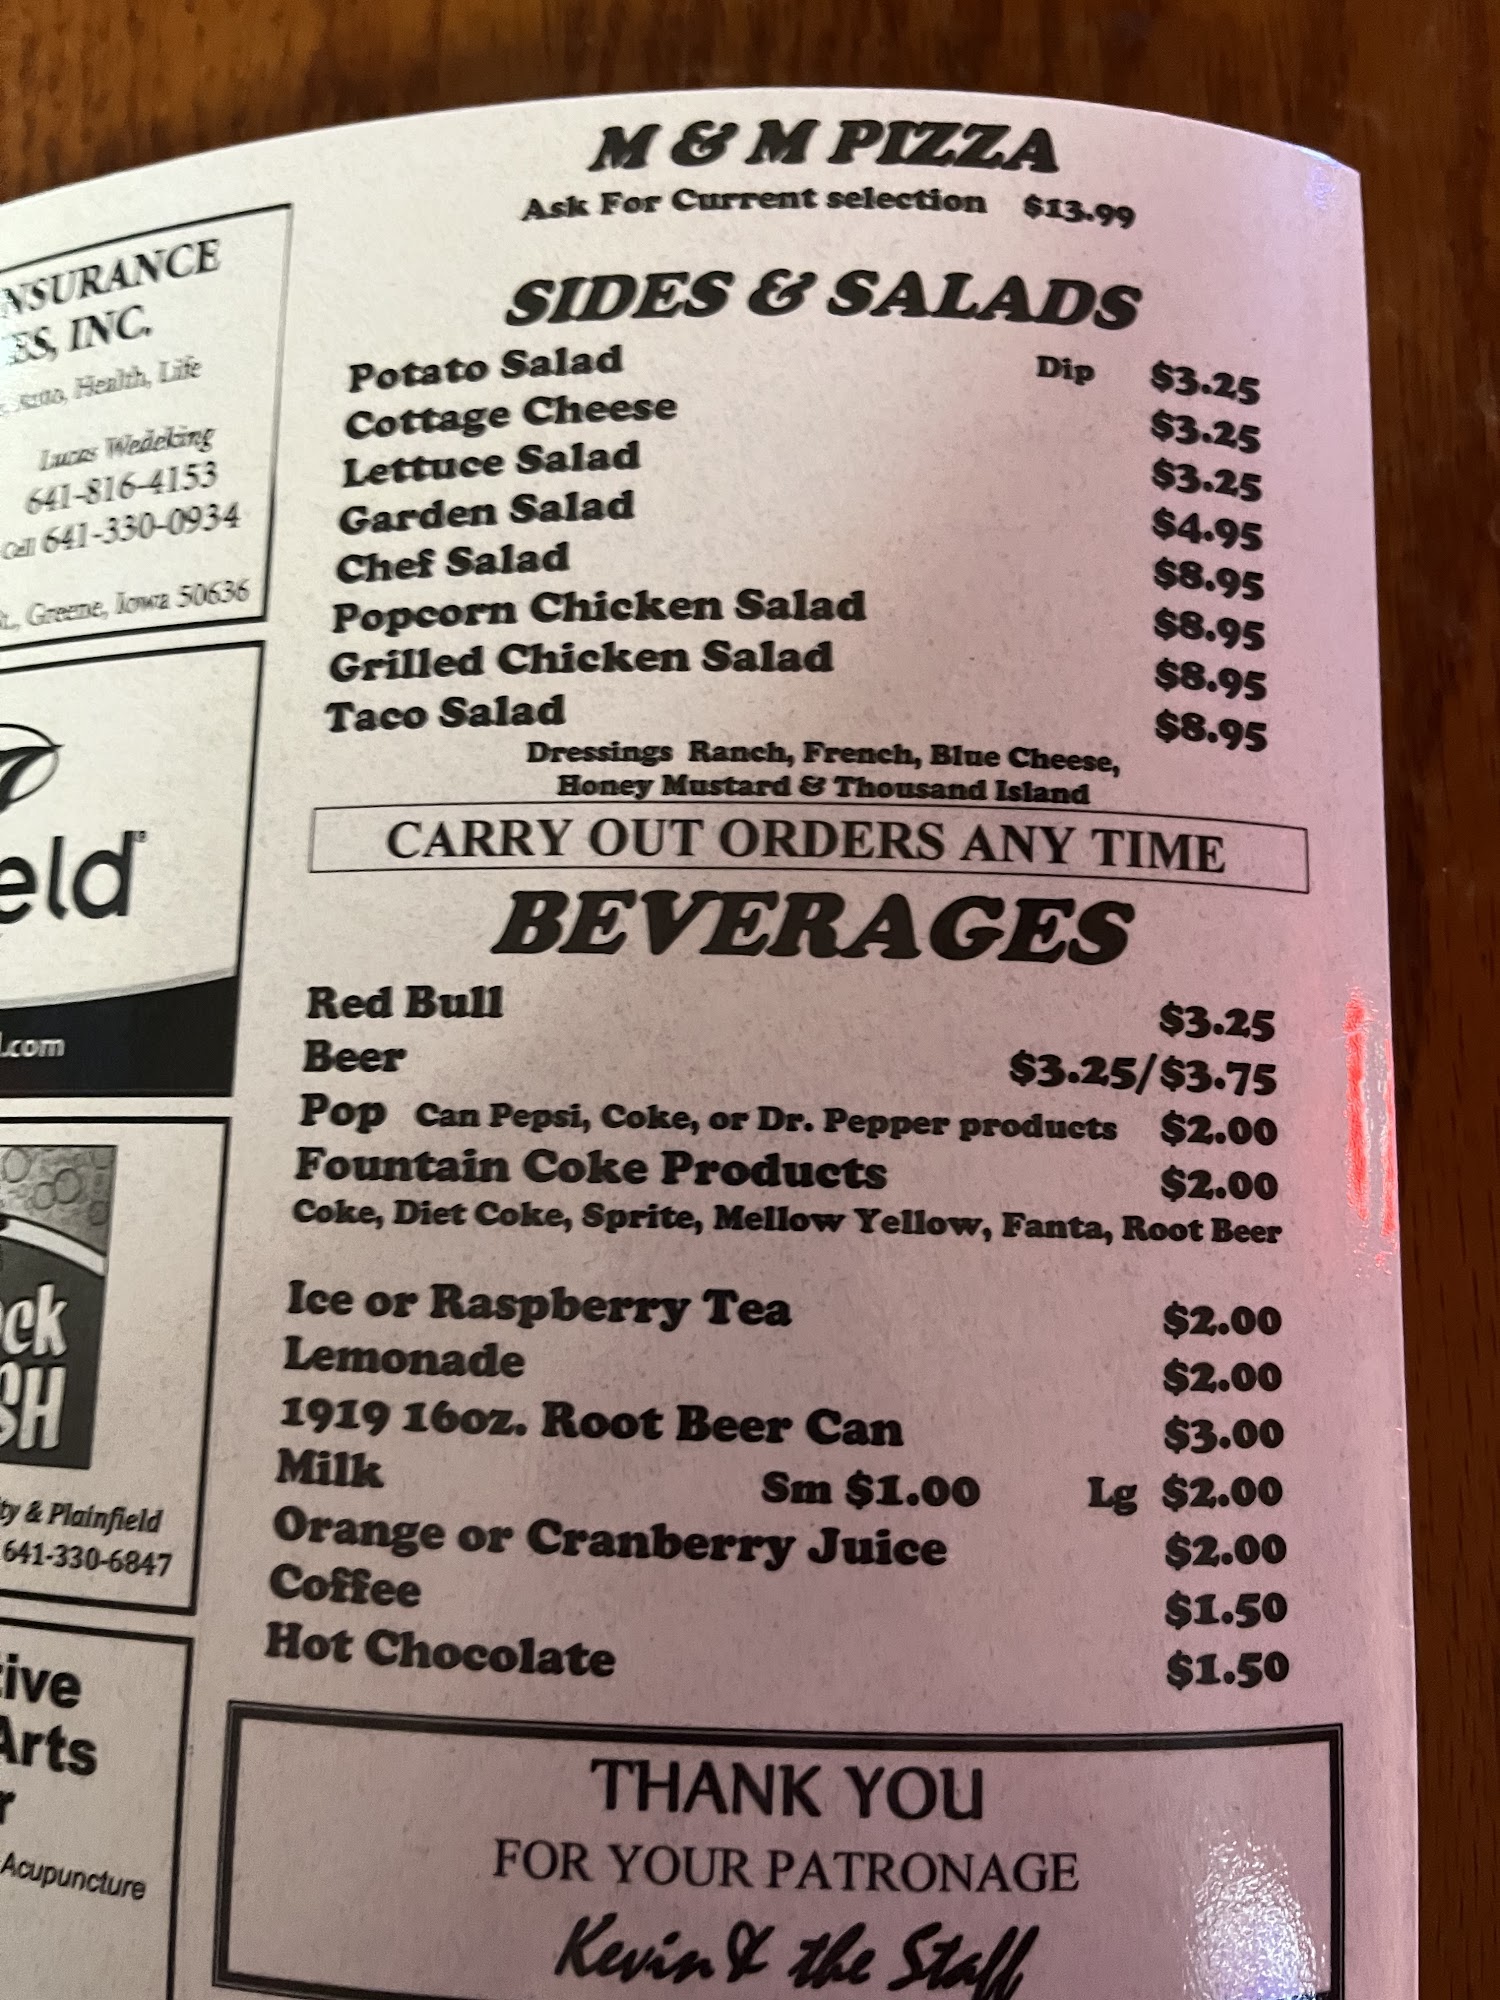 M & M PIZZA
Ask For Current selection $13.99
SIDES & SALADS
Potato Salad Dip $3.25
Cottage Cheese $3.25
Lettuce Salad $3.25
Garden Salad $4.95
Chef Salad $8.95
Popcorn Chicken Salad $8.95
Grilled Chicken Salad $8.95
Taco Salad $8.95
Dressings Ranch, French, Blue Cheese,
Honey Mustard & Thousand Island
CARRY OUT ORDERS ANY TIME
BEVERAGES
Red Bull $3.25
Beer $3.25/$3.75
Pop Can Pepsi, Coke, or Dr. Pepper products $2.00
Fountain Coke Products $2.00
Coke, Diet Coke, Sprite, Mellow Yellow, Fanta, Root Beer
Ice or Raspberry Tea $2.00
Lemonade $2.00
1919 16oz. Root Beer Can $3.00
Milk Sm $1.00 Lg $2.00
Orange or Cranberry Juice $2.00
Coffee $1.50
Hot Chocolate $1.50
THANK YOU
FOR YOUR PATRONAGE
Kevin & the Staff
NSURANCE
ES, INC.
Health, Life
Lucas Wedeking
641-816-4153
Cell 641-330-0934
Greene, Iowa 50636
eld
.com
ck
SH
ty & Plainfield
641-330-6847
tive
Arts
r
Acupuncture